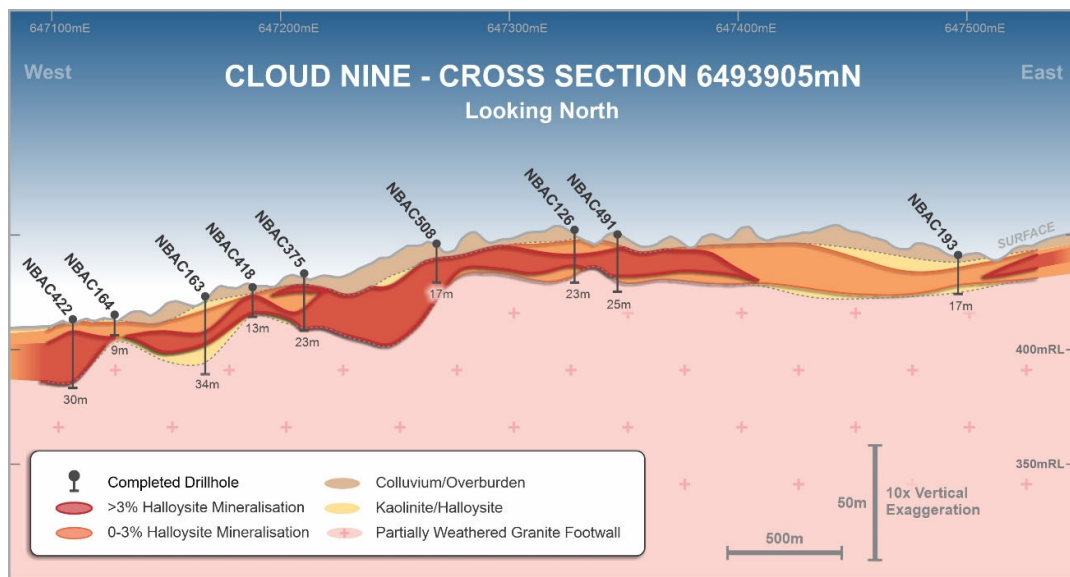 647100mE
647200mE
647300mE
647400mE
647500mE
West
East
CLOUD NINE - CROSS SECTION 6493905mN
Looking North
NBAC422
NBAC164
NBAC163
NBAC418
NBAC375
NBAC508
NBAC126
NBAC491
NBAC193
SURFACE
30m
9m
34m
13m
23m
17m
23m
25m
17m
400mRL
350mRL
Completed Drillhole
>3% Halloysite Mineralisation
0-3% Halloysite Mineralisation
Colluvium/Overburden
Kaolinite/Halloysite
Partially Weathered Granite Footwall
500m
50m
10x Vertical
Exaggeration